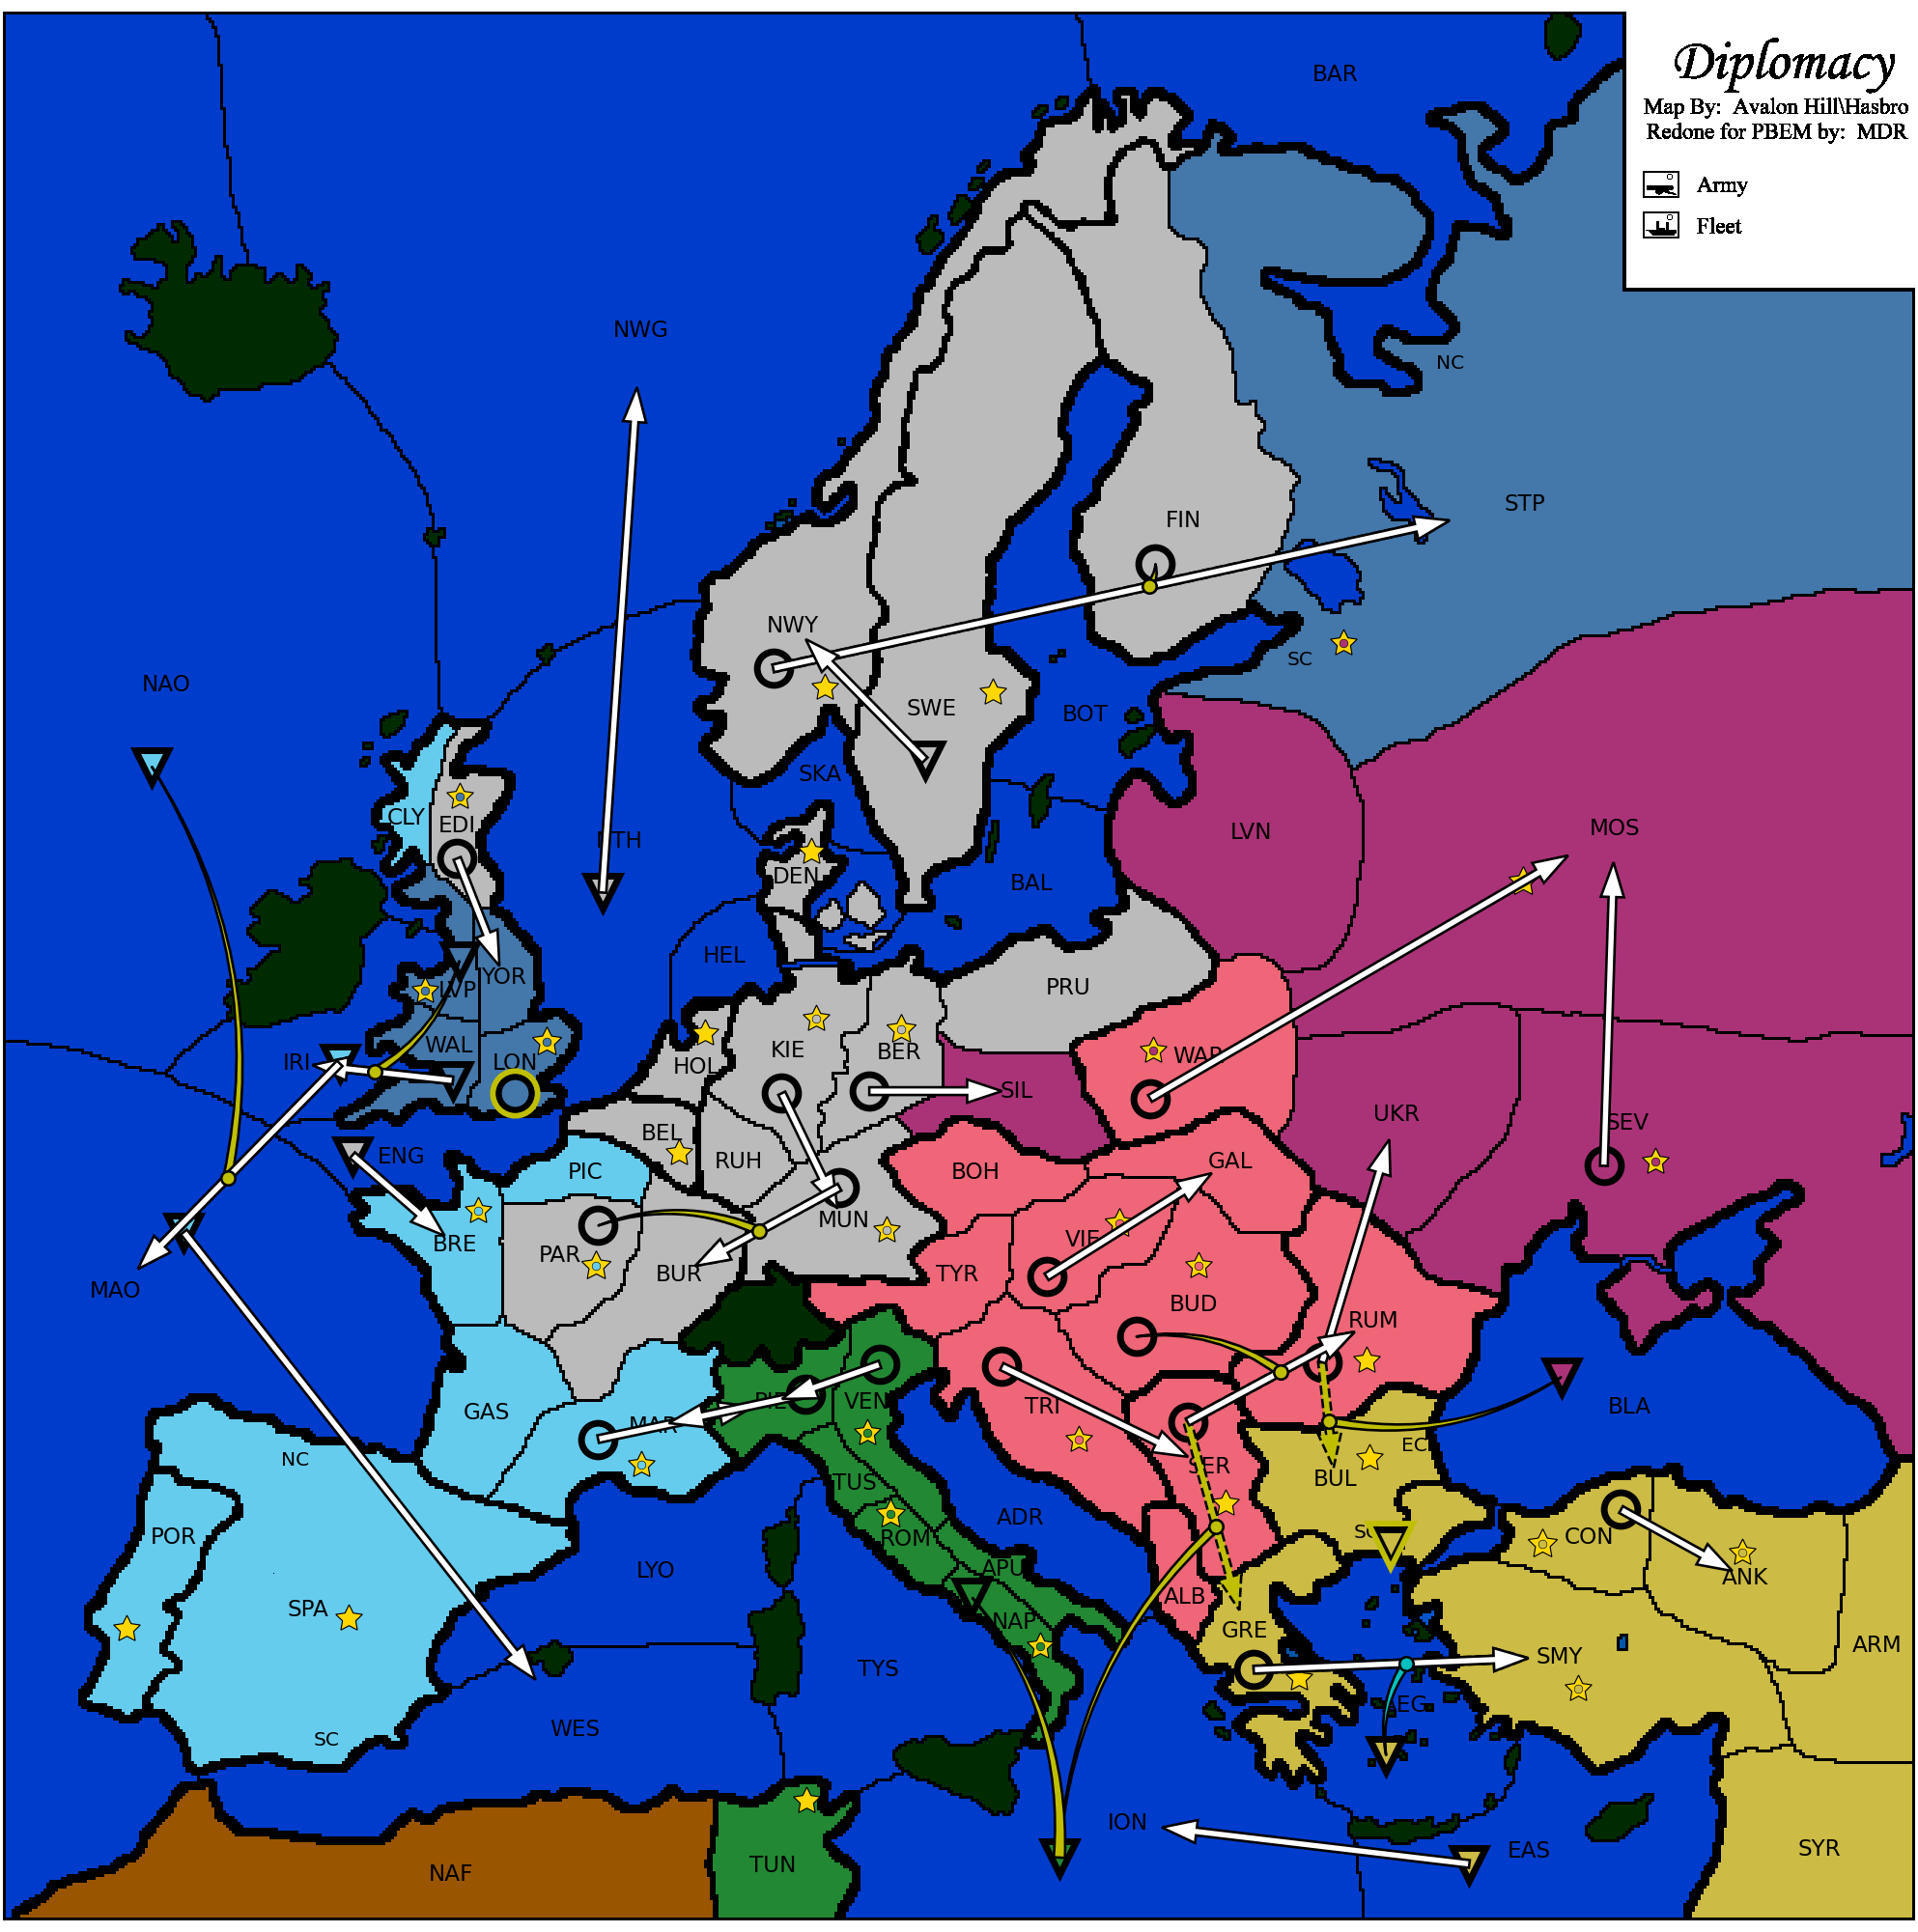 BAR
Diplomacy
Map By: Avalon Hill\Hasbro
Redone for PBEM by: MDR
Army
Fleet
NWG
NC
STP
FIN
NWY
SC
NAO
SWE
BOT
SKA
CLY
EDI
NTH
LVN
MOS
DEN
BAL
HEL
YOR
LVP
PRU
WAL
IRI
LON
KIE
BER
HOL
WAR
SIL
UKR
SEV
BEL
ENG
PIC
RUH
BOH
GAL
MUN
BRE
PAR
VIE
BUR
TYR
MAO
BUD
RUM
PIE
VEN
TRI
BLA
GAS
MAR
NC
EC
SER
BUL
TUS
ADR
POR
ROM
SC
CON
LYO
APU
ANK
SPA
ALB
NAP
GRE
SMY
ARM
TYS
AEG
WES
SC
ION
EAS
SYR
NAF
TUN